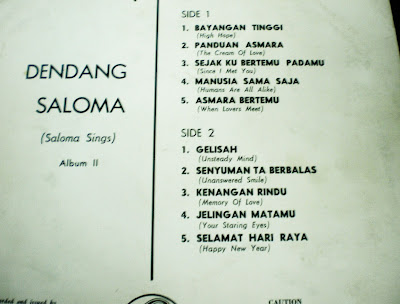 DENDANG
SALOMA
(Saloma Sings)
Album II
SIDE 1
1. BAYANGAN TINGGI
(High Hope)
2. PANDUAN ASMARA
(The Cream Of Love)
3. SEJAK KU BERTEMU PADAMU
(Since I Met You)
4. MANUSIA SAMA SAJA
(Humans Are All Alike)
5. ASMARA BERTEMU
(When Lovers Meet)
SIDE 2
1. GELISAH
(Unsteady Mind)
2. SENYUMAN TA BERBALAS
(Unanswered Smile)
3. KENANGAN RINDU
(Memory Of Love)
4. JELINGAN MATAMU
(Your Staring Eyes)
5. SELAMAT HARI RAYA
(Happy New Year)
and issued by
CAUTION